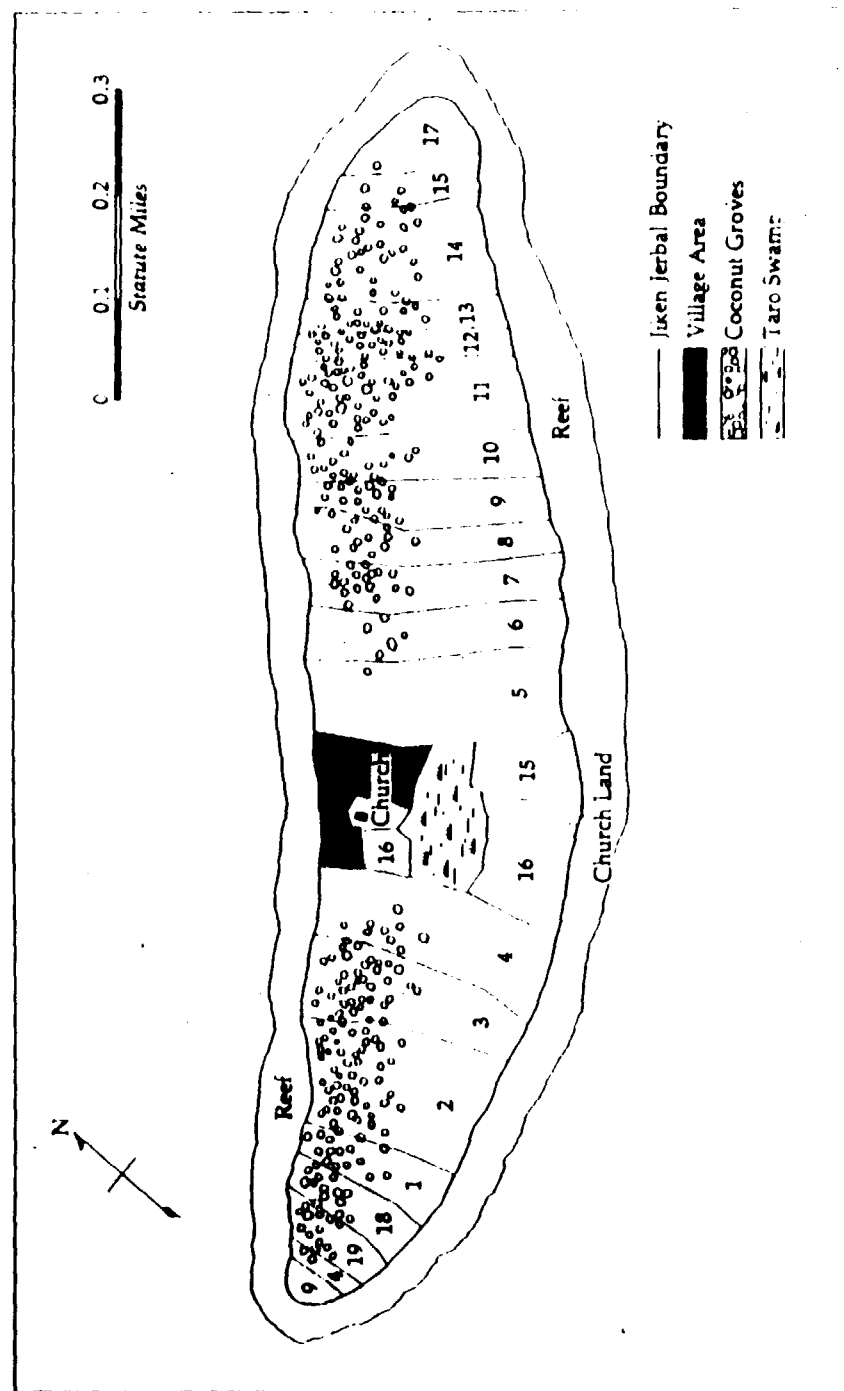 N
0 0.1 0.2 0.3
Statute Miles
Reef
16 Church
9 4 19 18 1 2 3 4 16 15 5 6 7 8 9 10 11 12.13 14 15 17
Reef
Church Land
Jiken Jerbal Boundary
Village Area
Coconut Groves
Taro Swamp